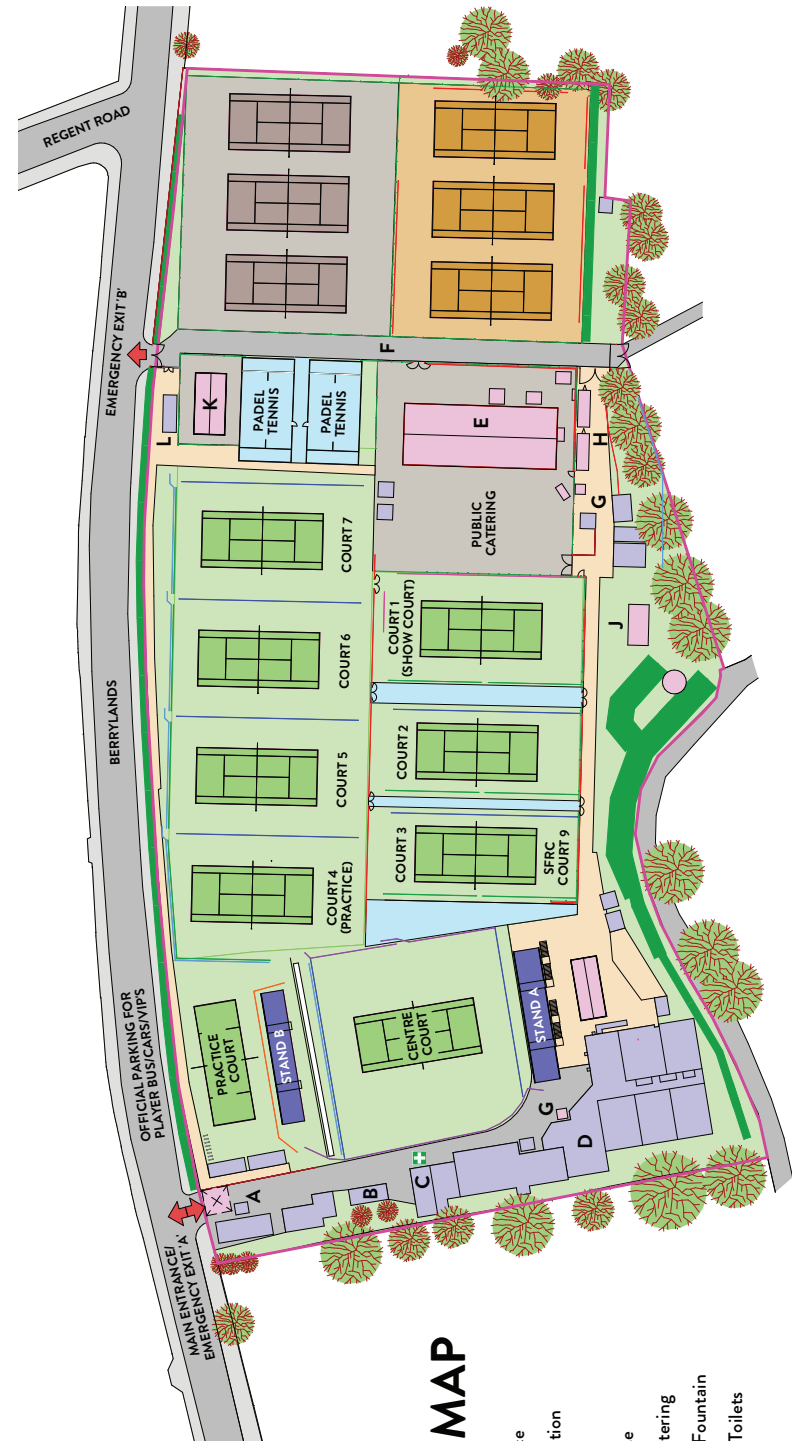 REGENT ROAD
EMERGENCY EXIT 'B'
BERRYLANDS
OFFICIAL PARKING FOR
PLAYER BUS/CARS/VIP'S
MAIN ENTRANCE/
EMERGENCY EXIT 'A'
F
L
K
PADEL
TENNIS
PADEL
TENNIS
E
H
G
PUBLIC
CATERING
J
COURT 7
COURT 6
COURT 5
COURT 4
(PRACTICE)
COURT 1
(SHOW COURT)
COURT 2
COURT 3
SFRC
COURT 9
PRACTICE
COURT
STAND B
CENTRE
COURT
STAND A
G
D
C
B
A
MAP
ce
tion
e
tering
Fountain
Toilets